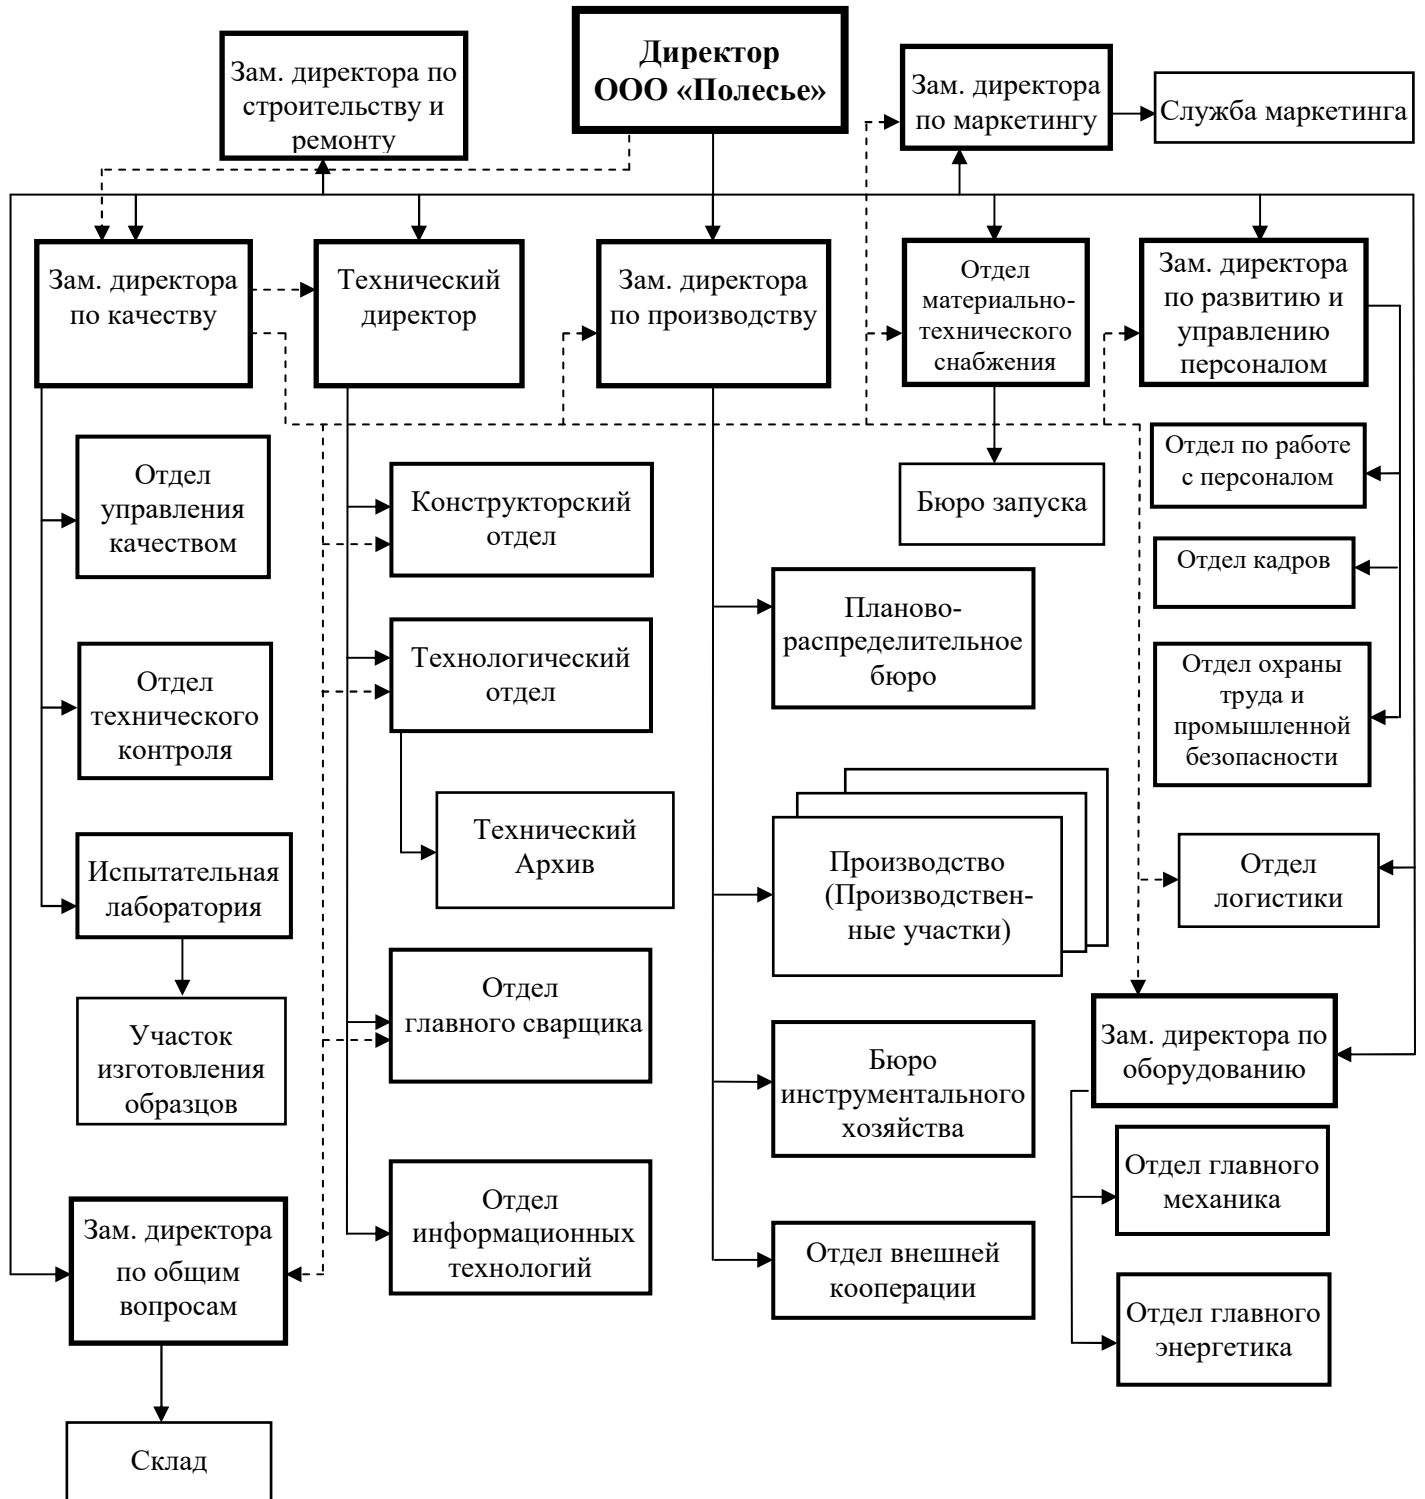 Директор
ООО «Полесье»
Зам. директора по
строительству и
ремонту
Зам. директора
по маркетингу
Служба маркетинга
Зам. директора
по качеству
Технический
директор
Зам. директора
по производству
Отдел
материально-
технического
снабжения
Зам. директора
по развитию и
управлению
персоналом
Отдел
управления
качеством
Конструкторский
отдел
Бюро запуска
Отдел по работе
с персоналом
Отдел кадров
Планово-
распределительное
бюро
Отдел
технического
контроля
Технологический
отдел
Отдел охраны
труда и
промышленной
безопасности
Технический
Архив
Производство
(Производствен-
ные участки)
Отдел
логистики
Испытательная
лаборатория
Отдел
главного сварщика
Участок
изготовления
образцов
Бюро
инструментального
хозяйства
Зам. директора по
оборудованию
Отдел главного
механика
Зам. директора
по общим
вопросам
Отдел
информационных
технологий
Отдел внешней
кооперации
Отдел главного
энергетика
Склад